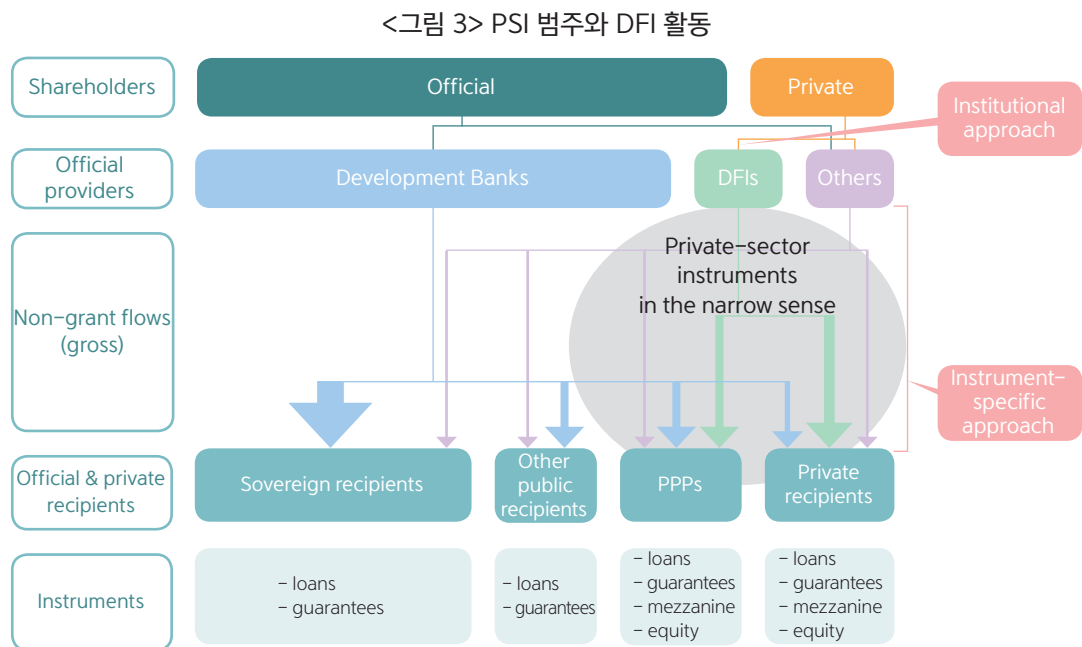 <그림 3> PSI 범주와 DFI 활동
Shareholders
Official
Private
Institutional
approach
Official
providers
Development Banks
DFIs
Others
Non-grant flows
(gross)
Private-sector
instruments
in the narrow sense
Instrument-
specific
approach
Official & private
recipients
Sovereign recipients
Other
public
recipients
PPPs
Private
recipients
Instruments
- loans
- guarantees
- loans
- guarantees
- loans
- guarantees
- mezzanine
- equity
- loans
- guarantees
- mezzanine
- equity